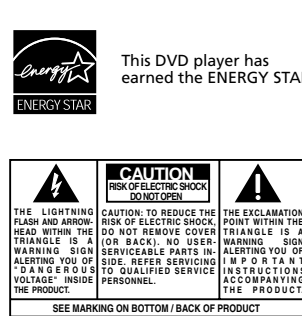 energy
ENERGY STAR
This DVD player has
earned the ENERGY STA
THE LIGHTNING
FLASH AND ARROW-
HEAD WITHIN THE
TRIANGLE IS A
WARNING SIGN
ALERTING YOU OF
"DANGEROUS
VOLTAGE" INSIDE
THE PRODUCT.
CAUTION
RISK OF ELECTRIC SHOCK
DO NOT OPEN
CAUTION: TO REDUCE THE
RISK OF ELECTRIC SHOCK,
DO NOT REMOVE COVER
(OR BACK). NO USER-
SERVICEABLE PARTS IN-
SIDE. REFER SERVICING
TO QUALIFIED SERVICE
PERSONNEL.
THE EXCLAMATION
POINT WITHIN THE
TRIANGLE IS A
WARNING SIGN
ALERTING YOU OF
IMPORTANT
INSTRUCTIONS
ACCOMPANYING
THE PRODUCT.
SEE MARKING ON BOTTOM / BACK OF PRODUCT